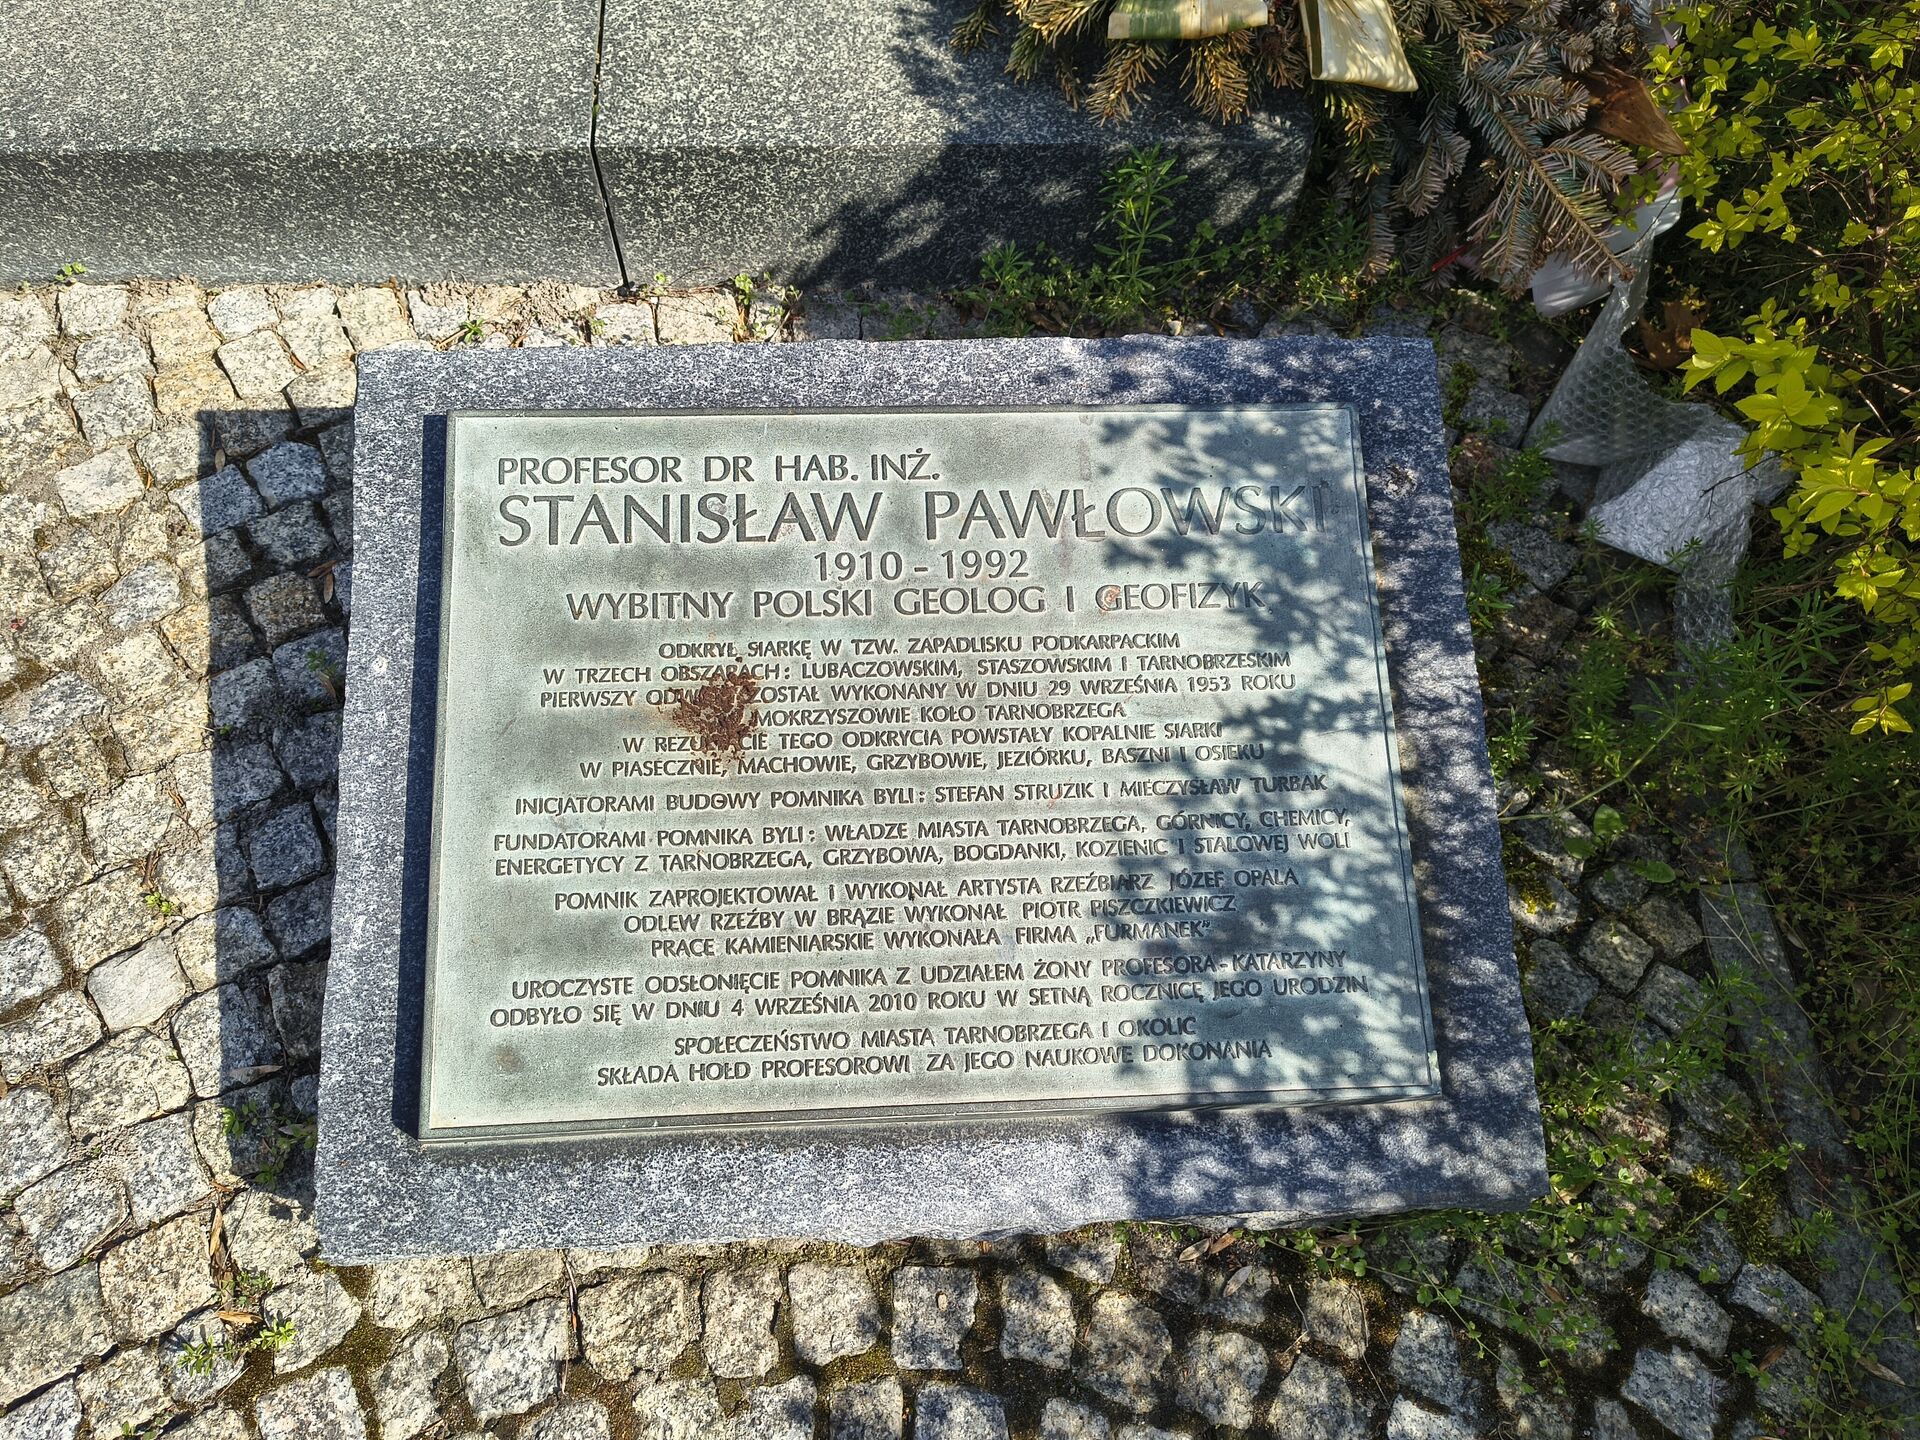 PROFESOR DR HAB. INŻ.
STANISŁAW PAWŁOWSKI
1910 - 1992
WYBITNY POLSKI GEOLOG I GEOFIZYK
ODKRYŁ SIARKĘ W TZW. ZAPADLISKU PODKARPACKIM
W TRZECH OBSZARACH: LUBACZOWSKIM, STASZOWSKIM I TARNOBRZESKIM
PIERWSZY ZOSTAŁ WYKONANY W DNIU 29 WRZEŚNIA 1953 ROKU
MOKRZYSZOWIE KOŁO TARNOBRZEGA
W REZULTACIE TEGO ODKRYCIA POWSTAŁY KOPALNIE SIARKI
W PIASECZNIE, MACHOWIE, GRZYBOWIE, JEZIÓRKU, BASZNI I OSIEKU
INICJATORAMI BUDOWY POMNIKA BYLI: STEFAN STRUZIK I MIECZYSŁAW TURBAK
FUNDATORAMI POMNIKA BYLI: WŁADZE MIASTA TARNOBRZEGA, GÓRNICY, CHEMICY,
ENERGETYCY Z TARNOBRZEGA, GRZYBOWA, BOGDANKI, KOZIENIC I STALOWEJ WOLI
POMNIK ZAPROJEKTOWAŁ I WYKONAŁ ARTYSTA RZEŹBIARZ JÓZEF OPALA
ODLEW RZEŹBY W BRĄZIE WYKONAŁ PIOTR PISZCZKIEWICZ
PRACE KAMIENIARSKIE WYKONAŁA FIRMA „FURMANEK”
UROCZYSTE ODSŁONIĘCIE POMNIKA Z UDZIAŁEM ŻONY PROFESORA - KATARZYNY
ODBYŁO SIĘ W DNIU 4 WRZEŚNIA 2010 ROKU W SETNĄ ROCZNICĘ JEGO URODZIN
SPOŁECZEŃSTWO MIASTA TARNOBRZEGA I OKOLIC
SKŁADA HOŁD PROFESOROWI ZA JEGO NAUKOWE DOKONANIA